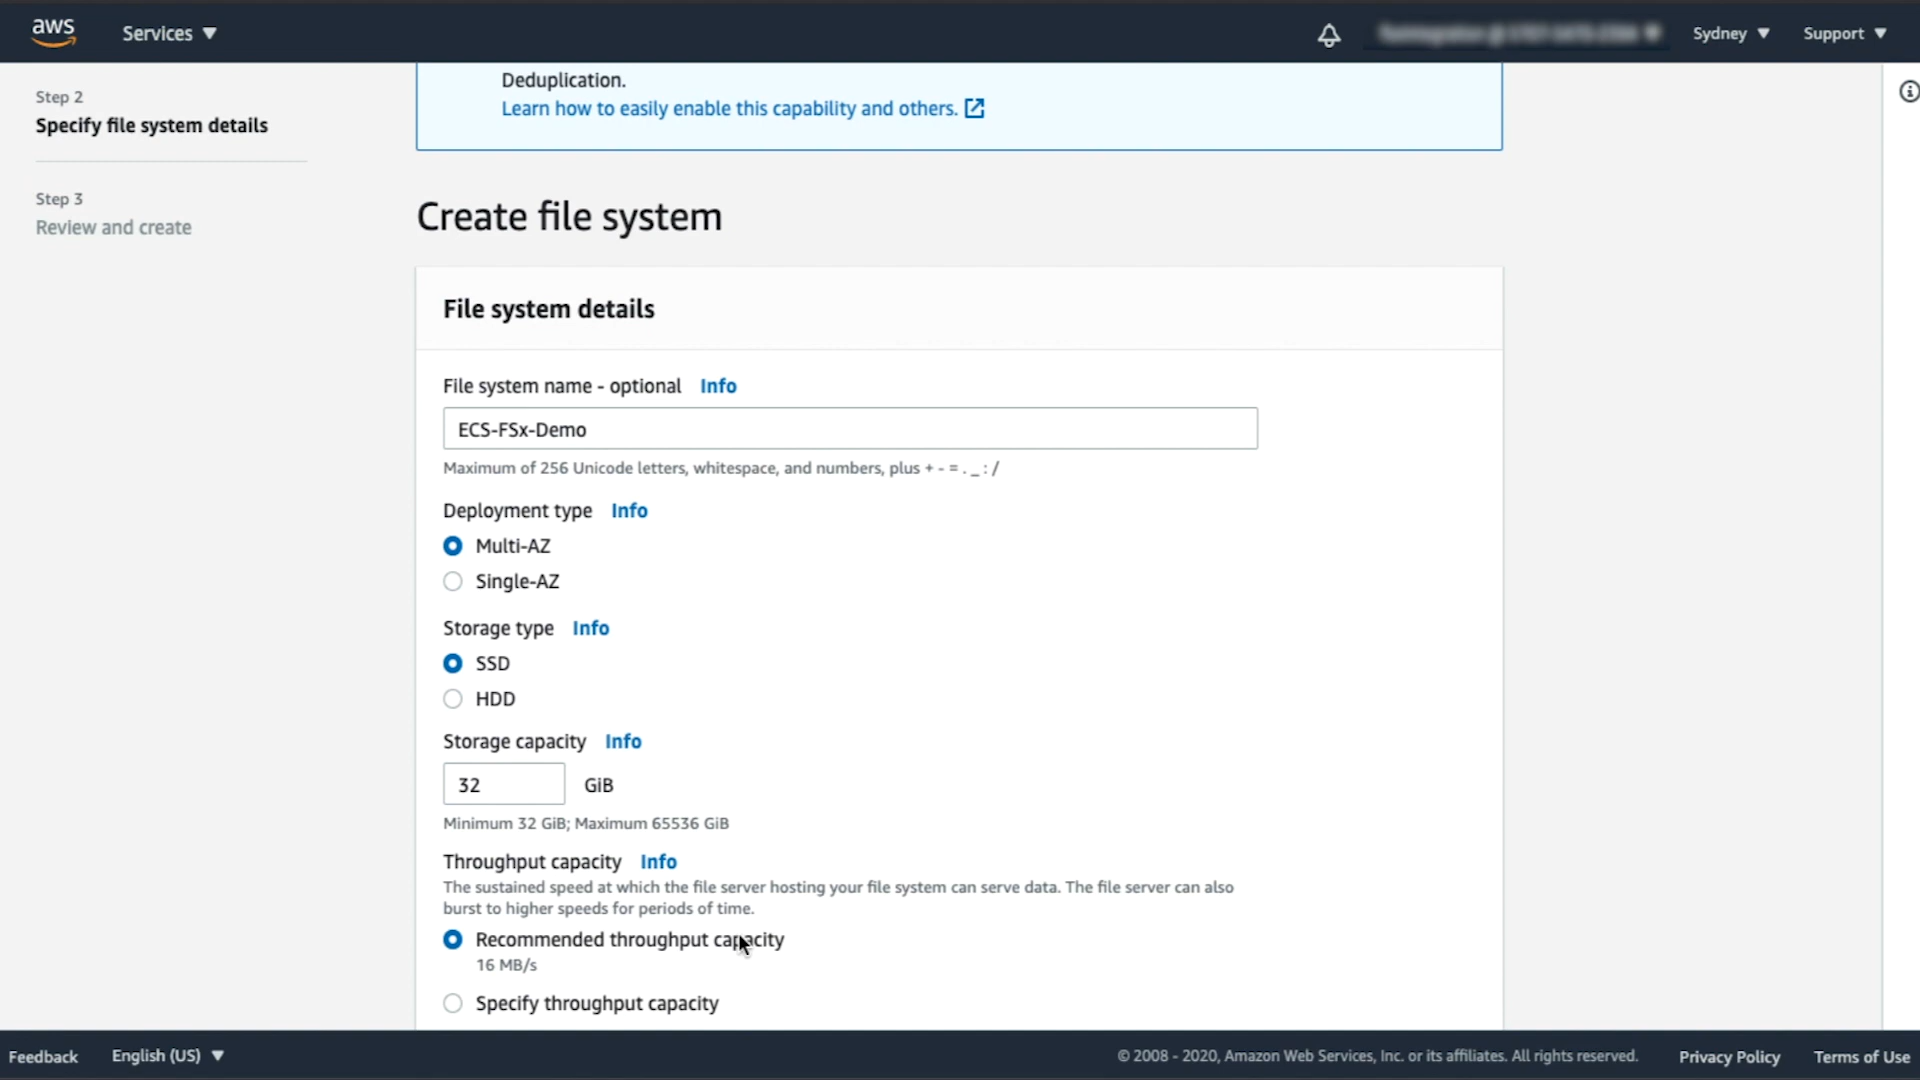 aws
Services
Sydney
Support
Step 2
Specify file system details
Step 3
Review and create
Deduplication.
Learn how to easily enable this capability and others.
Create file system
File system details
File system name - optional Info
ECS-FSx-Demo
Maximum of 256 Unicode letters, whitespace, and numbers, plus + - = . _ : /
Deployment type Info
Multi-AZ
Single-AZ
Storage type Info
SSD
HDD
Storage capacity Info
32 GiB
Minimum 32 GiB; Maximum 65536 GiB
Throughput capacity Info
The sustained speed at which the file server hosting your file system can serve data. The file server can also
burst to higher speeds for periods of time.
Recommended throughput capacity
16 MB/s
Specify throughput capacity
Feedback
English (US)
© 2008 - 2020, Amazon Web Services, Inc. or its affiliates. All rights reserved.
Privacy Policy
Terms of Use